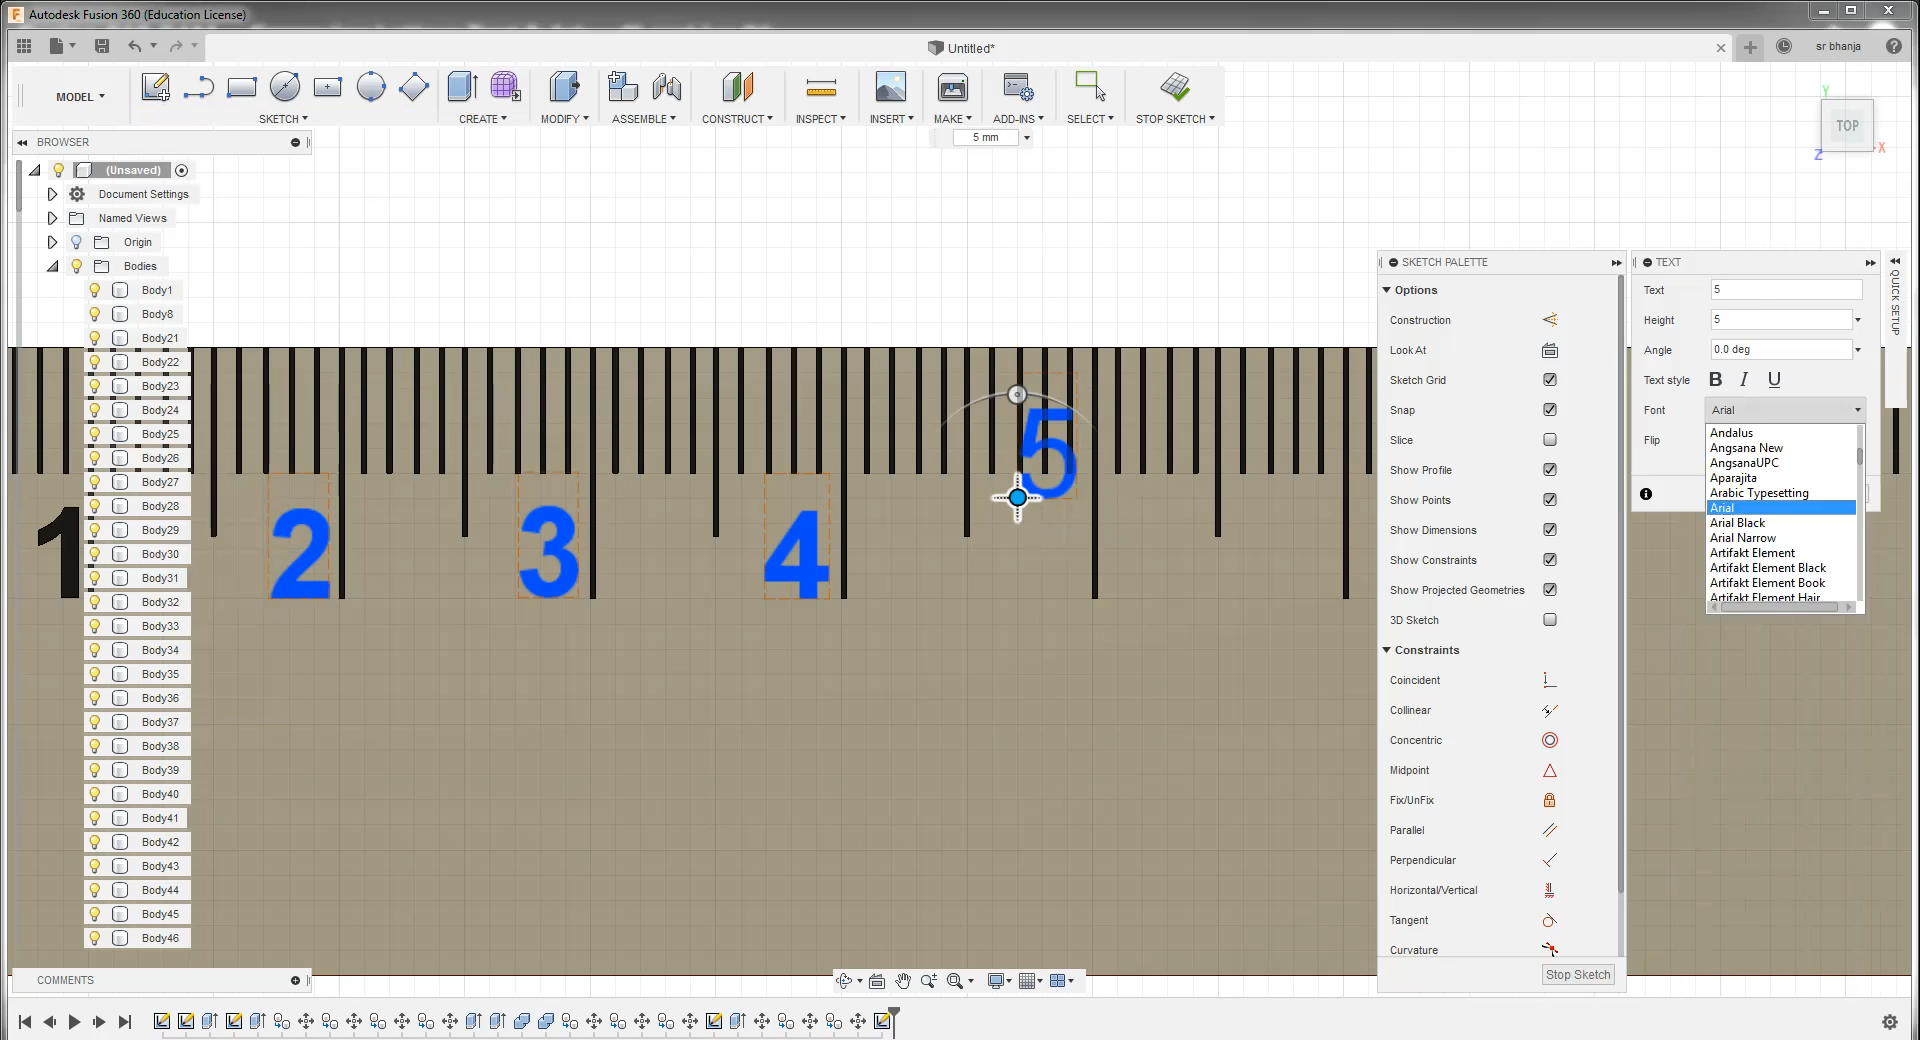 Autodesk Fusion 360 (Education License)
Untitled*
sr bhanja
MODEL
SKETCH
CREATE
MODIFY
ASSEMBLE
CONSTRUCT
INSPECT
INSERT
MAKE
ADD-INS
SELECT
STOP SKETCH
5 mm
Y
TOP
X
Z
BROWSER
(Unsaved)
Document Settings
Named Views
Origin
Bodies
Body1
Body8
Body21
Body22
Body23
Body24
Body25
Body26
Body27
Body28
Body29
Body30
Body31
Body32
Body33
Body34
Body35
Body36
Body37
Body38
Body39
Body40
Body41
Body42
Body43
Body44
Body45
Body46
COMMENTS
1 2 3 4 5
SKETCH PALETTE
Options
Construction
Look At
Sketch Grid
Snap
Slice
Show Profile
Show Points
Show Dimensions
Show Constraints
Show Projected Geometries
3D Sketch
Constraints
Coincident
Collinear
Concentric
Midpoint
Fix/UnFix
Parallel
Perpendicular
Horizontal/Vertical
Tangent
Curvature
Stop Sketch
TEXT
Text 5
Height 5
Angle 0.0 deg
Text style B I U
Font Arial
Flip
Andalus
Angsana New
AngsanaUPC
Aparajita
Arabic Typesetting
Arial
Arial Black
Arial Narrow
Artifakt Element
Artifakt Element Black
Artifakt Element Book
Artifakt Element Hair
QUICK SETUP